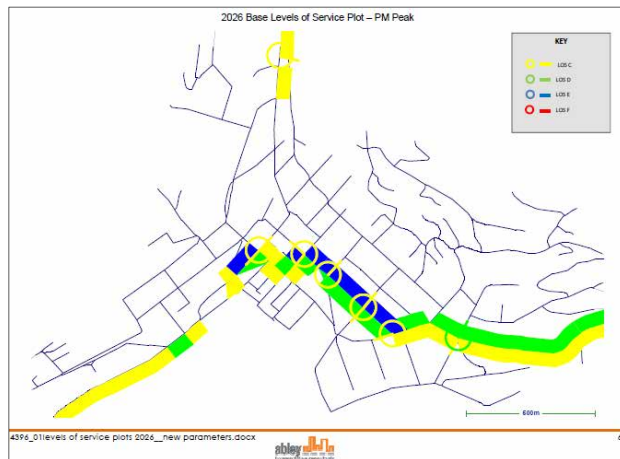 2026 Base Levels of Service Plot – PM Peak
KEY
LOS C
LOS D
LOS E
LOS F
600m
4396_01levels of service plots 2026__new parameters.docx
6
abley